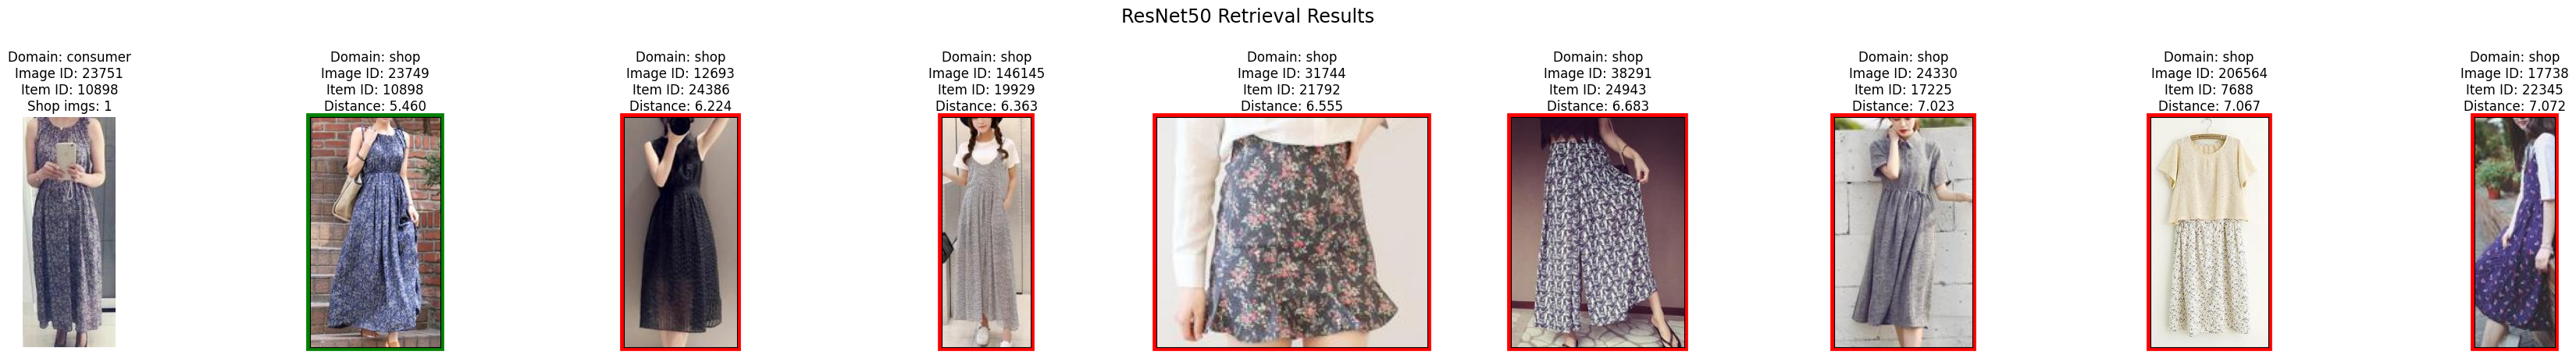 ResNet50 Retrieval Results
Domain: consumer
Image ID: 23751
Item ID: 10898
Shop imgs: 1
Domain: shop
Image ID: 23749
Item ID: 10898
Distance: 5.460
Domain: shop
Image ID: 12693
Item ID: 24386
Distance: 6.224
Domain: shop
Image ID: 146145
Item ID: 19929
Distance: 6.363
Domain: shop
Image ID: 31744
Item ID: 21792
Distance: 6.555
Domain: shop
Image ID: 38291
Item ID: 24943
Distance: 6.683
Domain: shop
Image ID: 24330
Item ID: 17225
Distance: 7.023
Domain: shop
Image ID: 206564
Item ID: 7688
Distance: 7.067
Domain: shop
Image ID: 17738
Item ID: 22345
Distance: 7.072